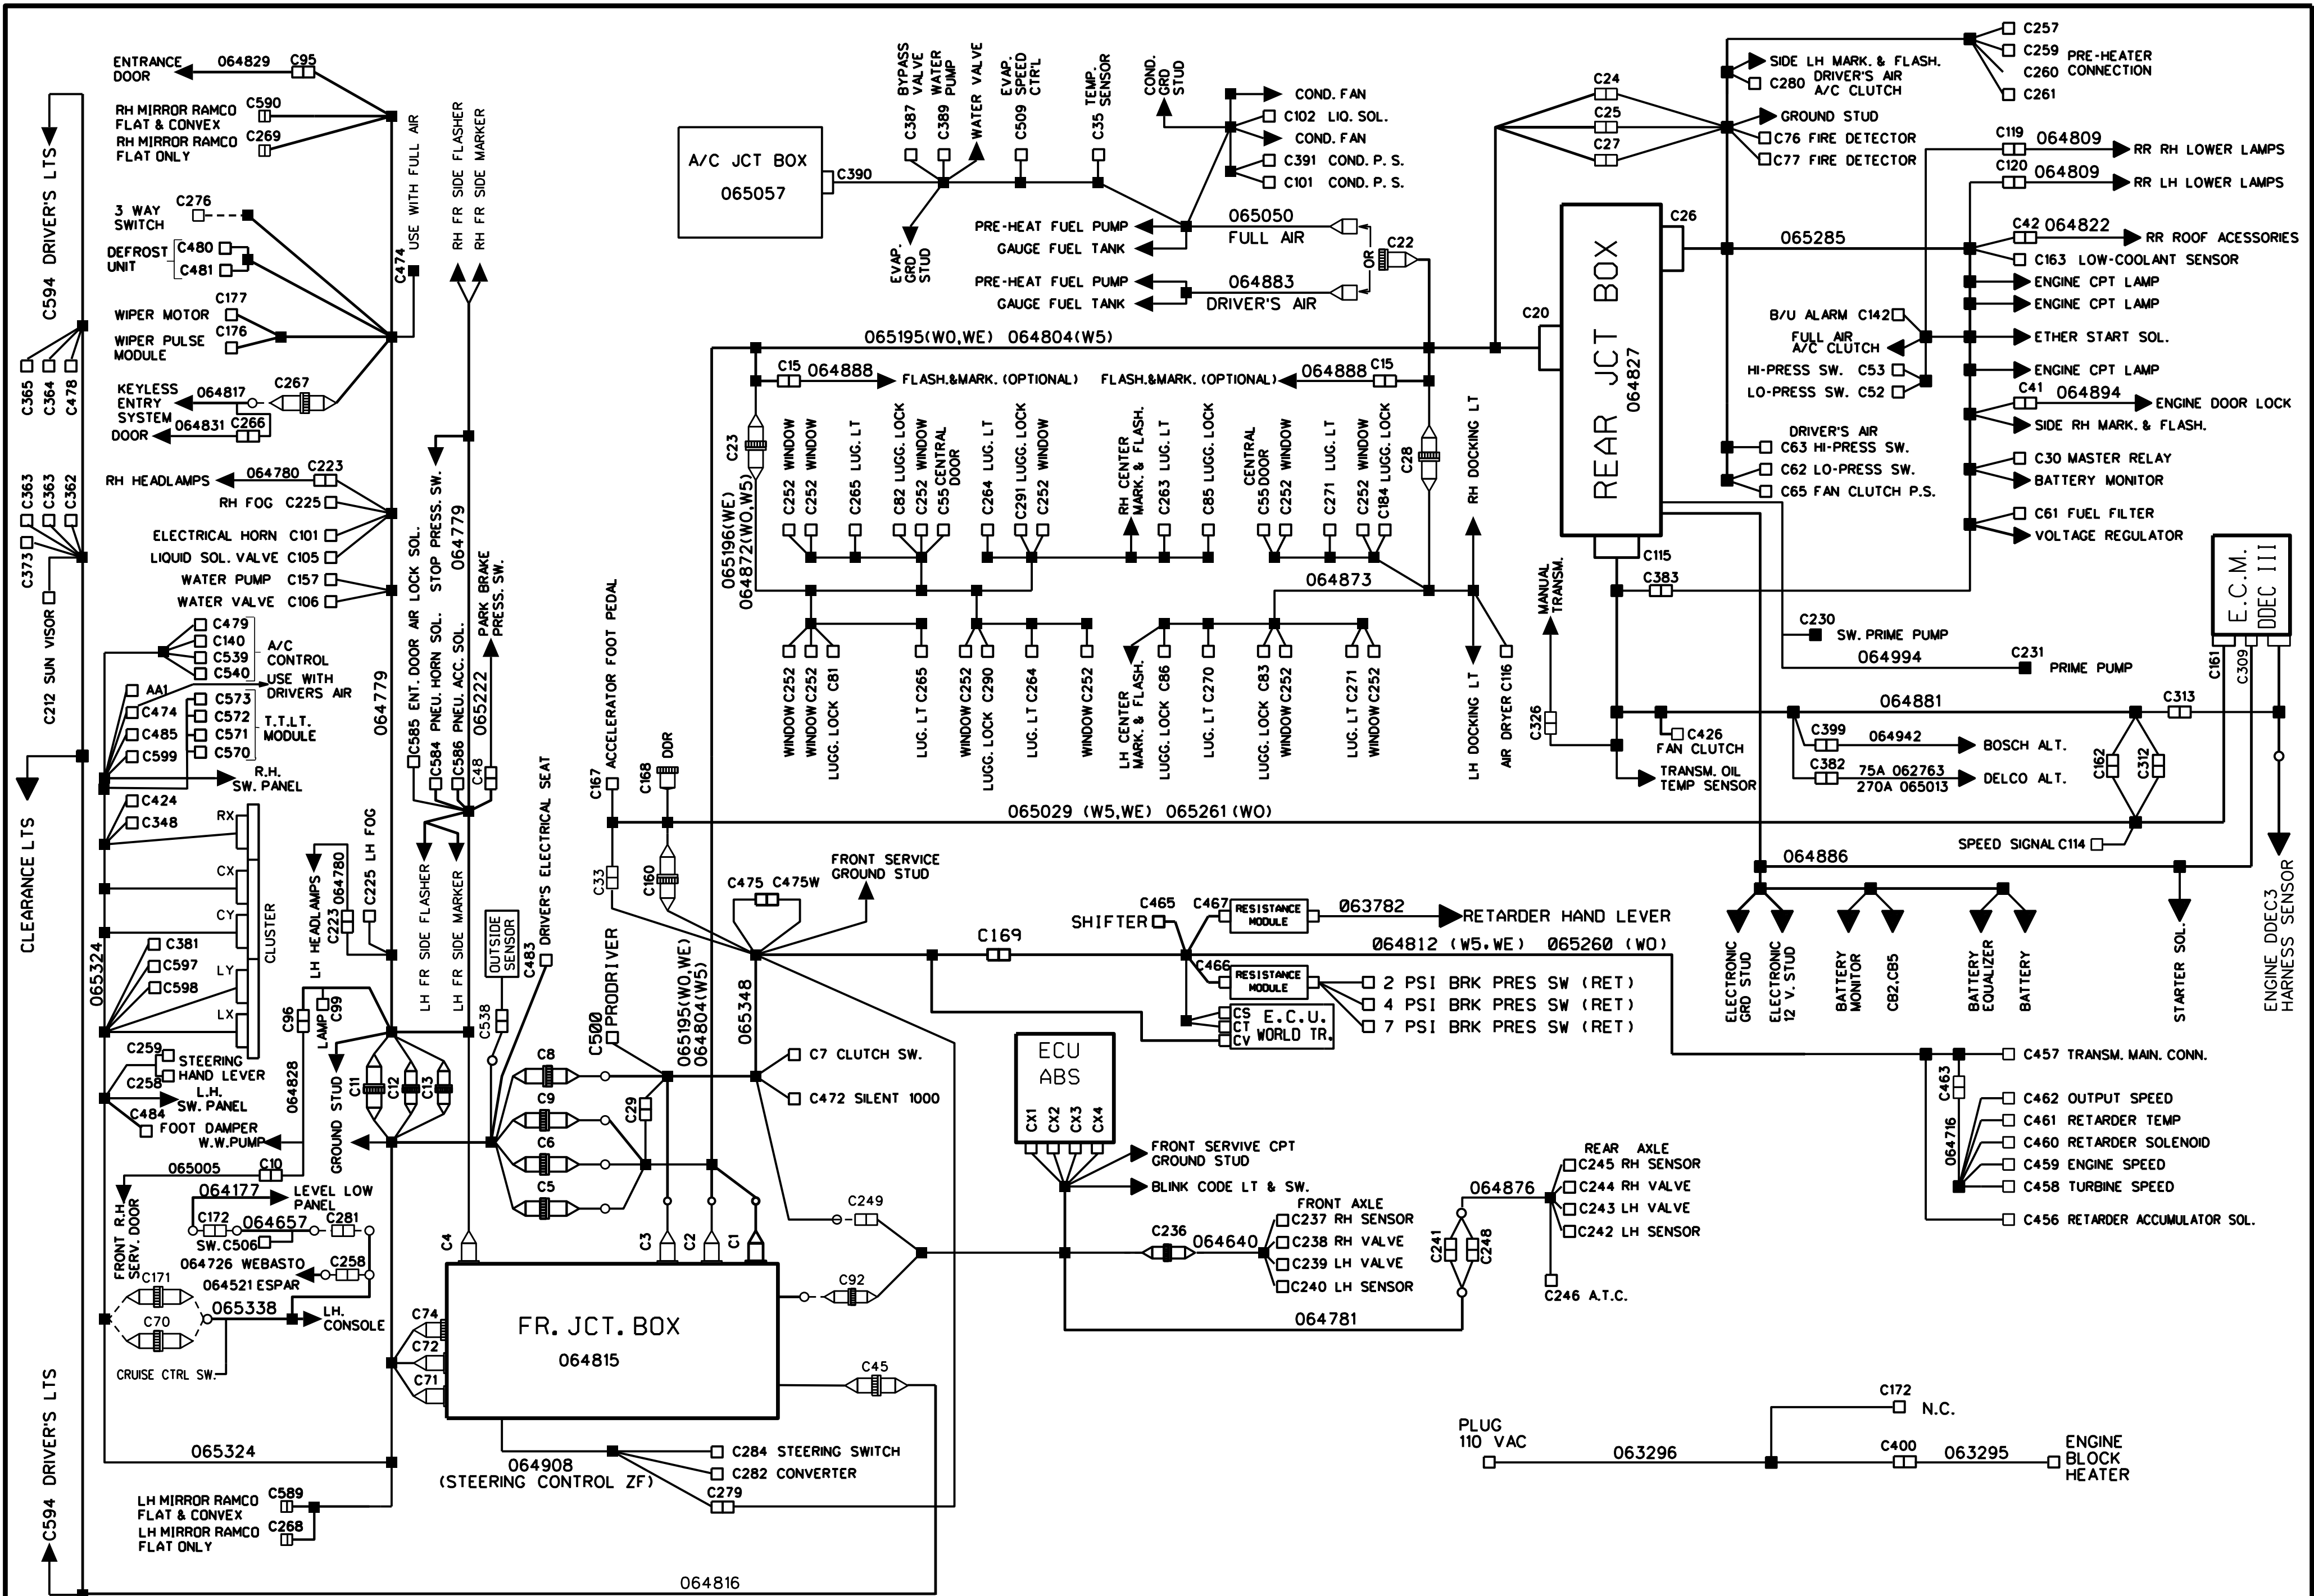 ENTRANCE
DOOR
064829
C95
RH MIRROR RAMCO
FLAT & CONVEX
C590
RH MIRROR RAMCO
FLAT ONLY
C269
3 WAY
SWITCH
C276
DEFROST
UNIT
C480
C481
WIPER MOTOR
C177
WIPER PULSE
MODULE
C176
KEYLESS
ENTRY
SYSTEM
064817
C267
DOOR
064831
C266
RH HEADLAMPS
064780
C223
RH FOG C225
ELECTRICAL HORN C101
LIQUID SOL. VALVE C105
WATER PUMP C157
WATER VALVE C106
C594 DRIVER'S LTS
C365
C364
C478
C363
C363
C362
C373
C212 SUN VISOR
CLEARANCE LTS
C594 DRIVER'S LTS
C479
C140
C539
C540
A/C
CONTROL
USE WITH
DRIVERS AIR
AA1
C474
C485
C599
C573
C572
C571
C570
T.T.LT.
MODULE
R.H.
SW. PANEL
C424
C348
RX
CX
CY
LY
LX
CLUSTER
C381
C597
C598
065324
C259
C258
STEERING
HAND LEVER
L.H.
SW. PANEL
C484
FOOT DAMPER
W.W.PUMP
065005
C10
064177
LEVEL LOW
PANEL
C172
064657
C281
SW. C506
064726 WEBASTO
C258
064521 ESPAR
FRONT R.H.
SERV. DOOR
C171
065338
C70
LH.
CONSOLE
CRUISE CTRL SW.
065324
LH MIRROR RAMCO
FLAT & CONVEX
C589
LH MIRROR RAMCO
FLAT ONLY
C268
064816
C474 USE WITH FULL AIR
RH FR SIDE FLASHER
RH FR SIDE MARKER
064779
C585 ENT. DOOR AIR LOCK SOL.
C584 PNEU. HORN SOL.
STOP PRESS. SW.
C586 PNEU. ACC. SOL.
064779
065222
PARK BRAKE
PRESS. SW.
C48
LH HEADLAMPS
C223
064780
C225 LH FOG
LH FR SIDE FLASHER
LH FR SIDE MARKER
C96
LAMP
C99
064828
GROUND STUD
C11
C12
C13
OUTSIDE
SENSOR
C483 DRIVER'S ELECTRICAL SEAT
C538
C8
C9
C6
C5
C500 PRODRIVER
C29
065195(WO,WE)
064804(W5)
065348
C4
C3
C2
C1
C74
C72
C71
FR. JCT. BOX
064815
064908
(STEERING CONTROL ZF)
C284 STEERING SWITCH
C282 CONVERTER
C279
C249
C92
C45
C7 CLUTCH SW.
C472 SILENT 1000
C167 ACCELERATOR FOOT PEDAL
C168 DDR
C33
C160
C475 C475W
FRONT SERVICE
GROUND STUD
A/C JCT BOX
065057
C390
BYPASS
VALVE
C387
WATER
PUMP
C389
WATER VALVE
EVAP.
SPEED
CTR'L
C509
TEMP.
SENSOR
C35
EVAP.
GRD
STUD
COND.
GRD
STUD
COND. FAN
C102 LIQ. SOL.
COND. FAN
C391 COND. P. S.
C101 COND. P. S.
PRE-HEAT FUEL PUMP
GAUGE FUEL TANK
065050
FULL AIR
PRE-HEAT FUEL PUMP
GAUGE FUEL TANK
064883
DRIVER'S AIR
OR
C22
065195(WO,WE) 064804(W5)
C15 064888
FLASH.&MARK. (OPTIONAL)
FLASH.&MARK. (OPTIONAL)
064888 C15
C23
065196(WE)
064872(WO,W5)
C28
C252 WINDOW
C252 WINDOW
C265 LUG. LT
C82 LUGG. LOCK
C252 WINDOW
C55 CENTRAL
DOOR
C264 LUG. LT
C291 LUGG. LOCK
C252 WINDOW
RH CENTER
MARK. & FLASH.
C263 LUG. LT
C85 LUGG. LOCK
CENTRAL
C55 DOOR
C252 WINDOW
C271 LUG. LT
C252 WINDOW
C184 LUGG. LOCK
RH DOCKING LT
064873
WINDOW C252
WINDOW C252
LUGG. LOCK C81
LUG. LT C265
WINDOW C252
LUGG. LOCK C290
LUG. LT C264
WINDOW C252
LH CENTER
MARK. & FLASH.
LUGG. LOCK C86
LUG. LT C270
LUGG. LOCK C83
WINDOW C252
LUG. LT C271
WINDOW C252
LH DOCKING LT
AIR DRYER C116
065029 (W5,WE) 065261 (WO)
C24
C25
C27
C20
REAR JCT BOX
064827
C26
C115
C383
SIDE LH MARK. & FLASH.
C280 DRIVER'S AIR
A/C CLUTCH
GROUND STUD
C76 FIRE DETECTOR
C77 FIRE DETECTOR
065285
C257
C259
C260
C261
PRE-HEATER
CONNECTION
C119 064809 RR RH LOWER LAMPS
C120 064809 RR LH LOWER LAMPS
C42 064822 RR ROOF ACESSORIES
C163 LOW-COOLANT SENSOR
ENGINE CPT LAMP
ENGINE CPT LAMP
B/U ALARM C142
FULL AIR
A/C CLUTCH
ETHER START SOL.
HI-PRESS SW. C53
ENGINE CPT LAMP
LO-PRESS SW. C52
C41 064894 ENGINE DOOR LOCK
SIDE RH MARK. & FLASH.
DRIVER'S AIR
C63 HI-PRESS SW.
C62 LO-PRESS SW.
C65 FAN CLUTCH P.S.
C30 MASTER RELAY
BATTERY MONITOR
C61 FUEL FILTER
VOLTAGE REGULATOR
E.C.M.
DDEC III
C161
C309
MANUAL
TRANSM.
C326
C230
SW. PRIME PUMP
064994
C231
PRIME PUMP
064881
C313
C426
FAN CLUTCH
C399
064942
BOSCH ALT.
C382
75A 062763
270A 065013
DELCO ALT.
TRANSM. OIL
TEMP SENSOR
C162
C312
SPEED SIGNAL C114
064886
ELECTRONIC
GRD STUD
ELECTRONIC
12 V. STUD
BATTERY
MONITOR
CB2,CB5
BATTERY
EQUALIZER
BATTERY
STARTER SOL.
ENGINE DDEC3
HARNESS SENSOR
C169
SHIFTER
C465
C467
RESISTANCE
MODULE
063782
RETARDER HAND LEVER
064812 (W5.WE) 065260 (WO)
C466
RESISTANCE
MODULE
2 PSI BRK PRES SW (RET)
4 PSI BRK PRES SW (RET)
7 PSI BRK PRES SW (RET)
CS
CT
CV
E.C.U.
WORLD TR.
ECU
ABS
CX1
CX2
CX3
CX4
FRONT SERVIVE CPT
GROUND STUD
BLINK CODE LT & SW.
FRONT AXLE
C236
064640
C237 RH SENSOR
C238 RH VALVE
C239 LH VALVE
C240 LH SENSOR
064781
C241
C248
064876
REAR AXLE
C245 RH SENSOR
C244 RH VALVE
C243 LH VALVE
C242 LH SENSOR
C246 A.T.C.
C457 TRANSM. MAIN. CONN.
C463
064716
C462 OUTPUT SPEED
C461 RETARDER TEMP
C460 RETARDER SOLENOID
C459 ENGINE SPEED
C458 TURBINE SPEED
C456 RETARDER ACCUMULATOR SOL.
PLUG
110 VAC
063296
C172
N.C.
C400
063295
ENGINE
BLOCK
HEATER